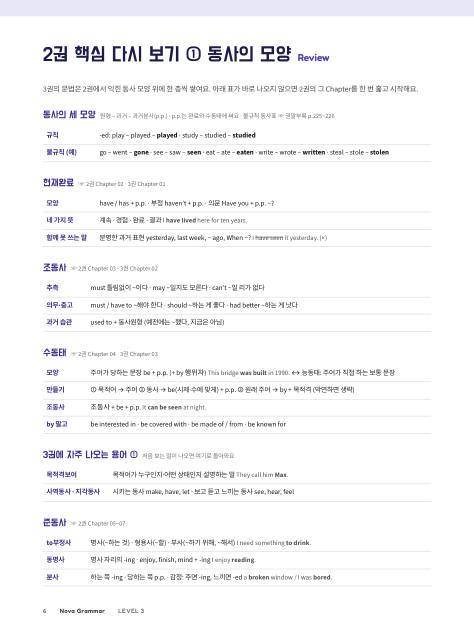 2권 핵심 다시 보기 ① 동사의 모양 Review
3권의 문법은 2권에서 익힌 동사 모양 위에 한 층씩 쌓여요. 아래 표가 바로 나오지 않으면 2권의 그 Chapter를 한 번 훑고 시작해요.
동사의 세 모양 원형 – 과거 – 과거분사(p.p.) · p.p.는 완료와 수동태에 써요 · 불규칙 동사표 ☞ 권말부록 p.225–226
규칙 -ed: play – played – played · study – studied – studied
불규칙 (예) go – went – gone · see – saw – seen · eat – ate – eaten · write – wrote – written · steal – stole – stolen
현재완료 ☞ 2권 Chapter 02 · 3권 Chapter 01
모양 have / has + p.p. · 부정 haven't + p.p. · 의문 Have you + p.p. ~?
네 가지 뜻 계속 · 경험 · 완료 · 결과 I have lived here for ten years.
함께 못 쓰는 말 분명한 과거 표현 yesterday, last week, ~ ago, When ~? I have seen it yesterday. (×)
조동사 ☞ 2권 Chapter 03 · 3권 Chapter 02
추측 must 틀림없이 ~이다 · may ~일지도 모른다 · can't ~일 리가 없다
의무·충고 must / have to ~해야 한다 · should ~하는 게 좋다 · had better ~하는 게 낫다
과거 습관 used to + 동사원형 (예전에는 ~했다, 지금은 아님)
수동태 ☞ 2권 Chapter 04 · 3권 Chapter 03
모양 주어가 당하는 문장 be + p.p. (+ by 행위자) This bridge was built in 1990. ↔ 능동태: 주어가 직접 하는 보통 문장
만들기 ① 목적어 → 주어 ② 동사 → be(시제·수에 맞게) + p.p. ③ 원래 주어 → by + 목적격 (막연하면 생략)
조동사 조동사 + be + p.p. It can be seen at night.
by 말고 be interested in · be covered with · be made of / from · be known for
3권에 자주 나오는 용어 ① 처음 보는 말이 나오면 여기로 돌아와요
목적격보어 목적어가 누구인지·어떤 상태인지 설명하는 말 They call him Max.
사역동사 · 지각동사 시키는 동사 make, have, let · 보고 듣고 느끼는 동사 see, hear, feel
준동사 ☞ 2권 Chapter 05–07
to부정사 명사(~하는 것) · 형용사(~할) · 부사(~하기 위해, ~해서) I need something to drink.
동명사 명사 자리의 -ing · enjoy, finish, mind + -ing I enjoy reading.
분사 하는 쪽 -ing · 당하는 쪽 p.p. · 감정: 주면 -ing, 느끼면 -ed a broken window / I was bored.
6 Nova Grammar LEVEL 3